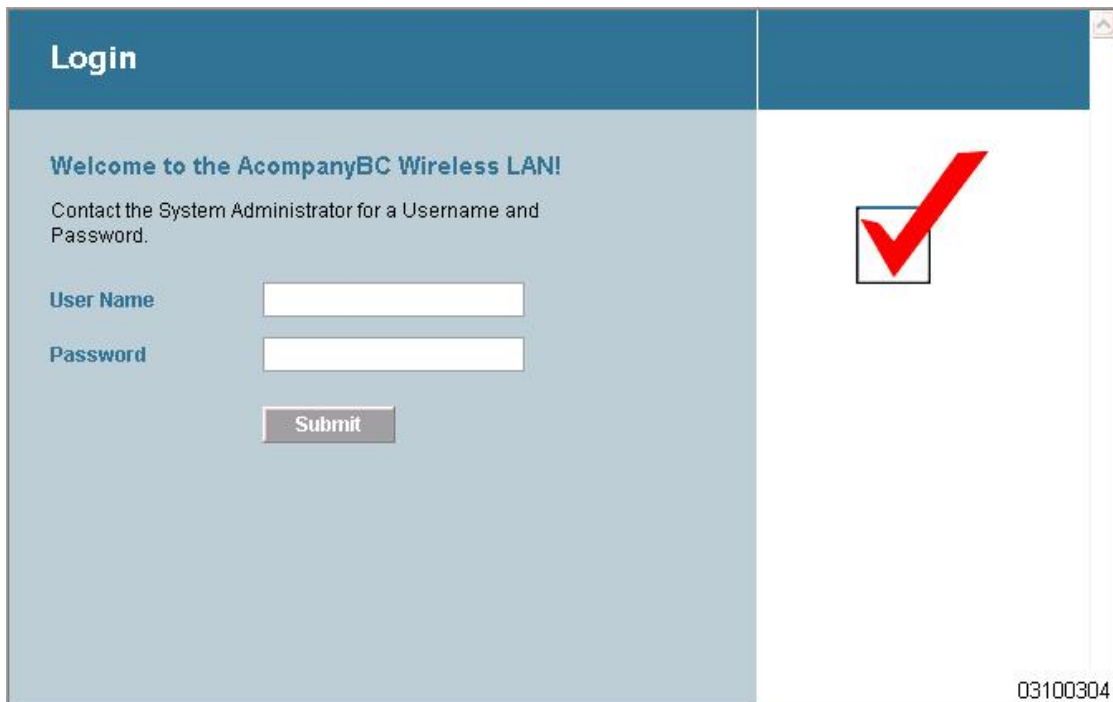 Login
Welcome to the AcompanyBC Wireless LAN!
Contact the System Administrator for a Username and
Password.
User Name
Password
Submit
03100304